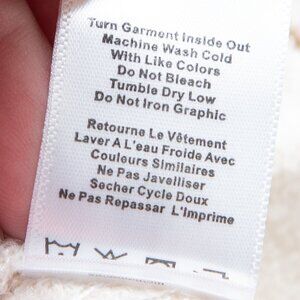 Turn Garment Inside Out
Machine Wash Cold
With Like Colors
Do Not Bleach
Tumble Dry Low
Do Not Iron Graphic
Retourne Le Vêtement
Laver A L'eau Froide Avec
Couleurs Similaires
Ne Pas Javelliser
Secher Cycle Doux
Ne Pas Repassar L'Imprime